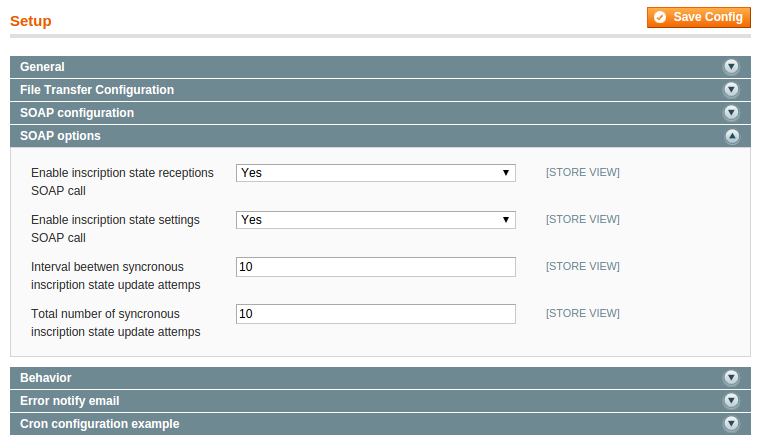 Setup
Save Config
General
File Transfer Configuration
SOAP configuration
SOAP options
Enable inscription state receptions
SOAP call
Yes
[STORE VIEW]
Enable inscription state settings
SOAP call
Yes
[STORE VIEW]
Interval beetwen syncronous
inscription state update attemps
10
[STORE VIEW]
Total number of syncronous
inscription state update attemps
10
[STORE VIEW]
Behavior
Error notify email
Cron configuration example